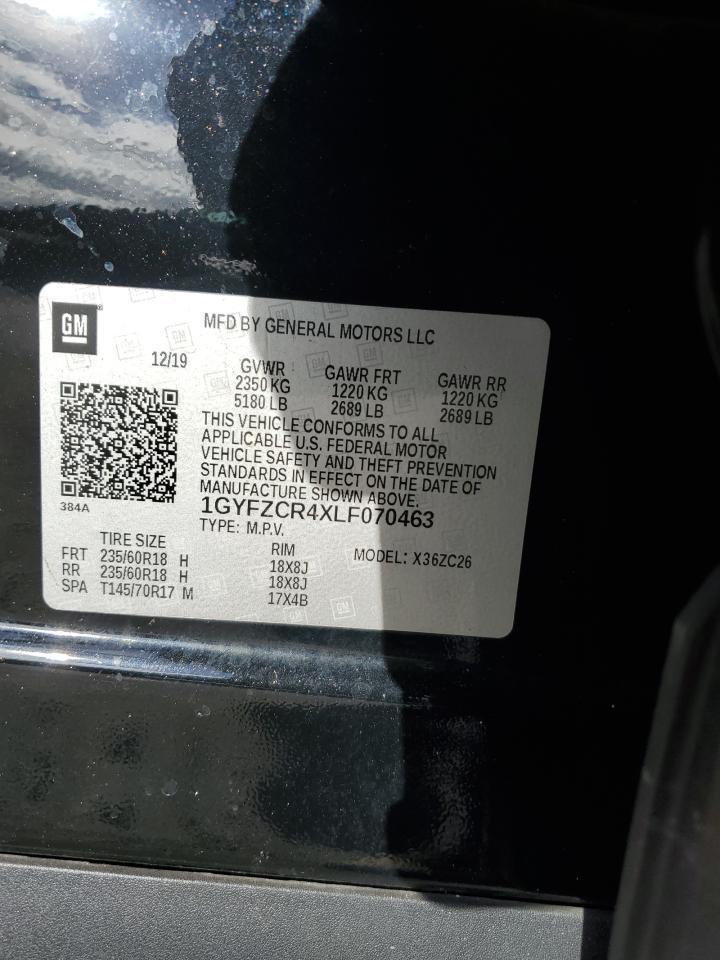 GM
MFD BY GENERAL MOTORS LLC
12/19
GVWR GAWR FRT GAWR RR
2350 KG 1220 KG 1220 KG
5180 LB 2689 LB 2689 LB
THIS VEHICLE CONFORMS TO ALL
APPLICABLE U.S. FEDERAL MOTOR
VEHICLE SAFETY AND THEFT PREVENTION
STANDARDS IN EFFECT ON THE DATE OF
MANUFACTURE SHOWN ABOVE.
384A
1GYFZCR4XLF070463
TYPE: M.P.V.
TIRE SIZE RIM MODEL: X36ZC26
FRT 235/60R18 H 18X8J
RR 235/60R18 H 18X8J
SPA T145/70R17 M 17X4B